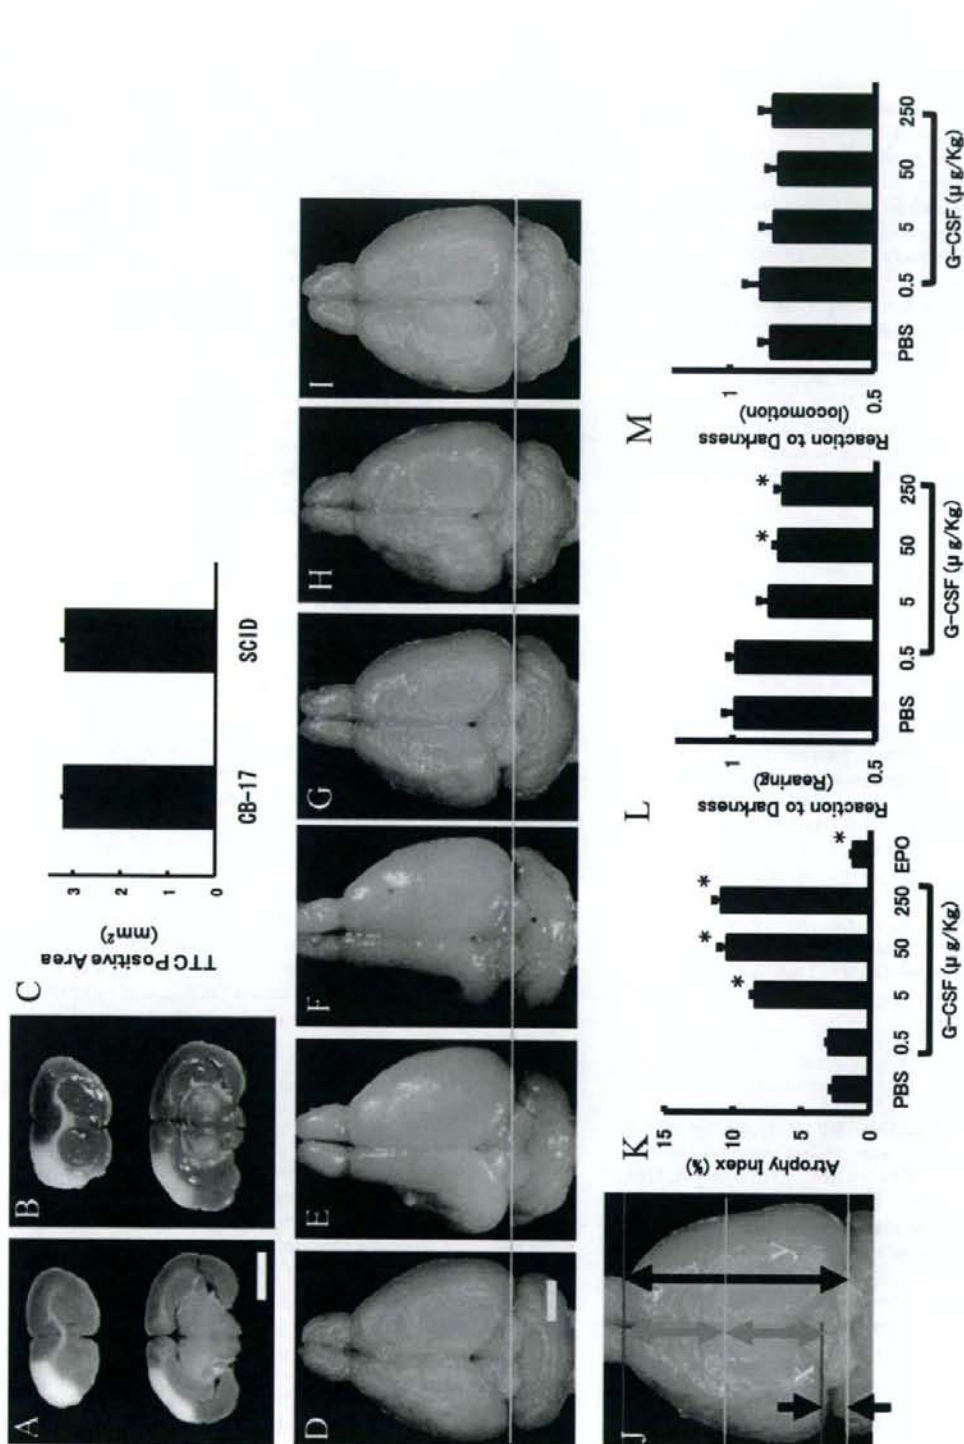 A
B
C
TTC Positive Area
(mm²)
3
2
1
0
CB-17
SCID
D
E
F
G
H
I
J
x
y
K
Atrophy Index (%)
15
10
5
0
PBS
0.5
5
50
250
EPO
*
*
*
*
G-CSF (μ g/Kg)
L
Reaction to Darkness
(Rearing)
1
0.5
PBS
0.5
5
50
250
*
*
G-CSF (μ g/Kg)
M
Reaction to Darkness
(locomotion)
1
0.5
PBS
0.5
5
50
250
G-CSF (μ g/Kg)